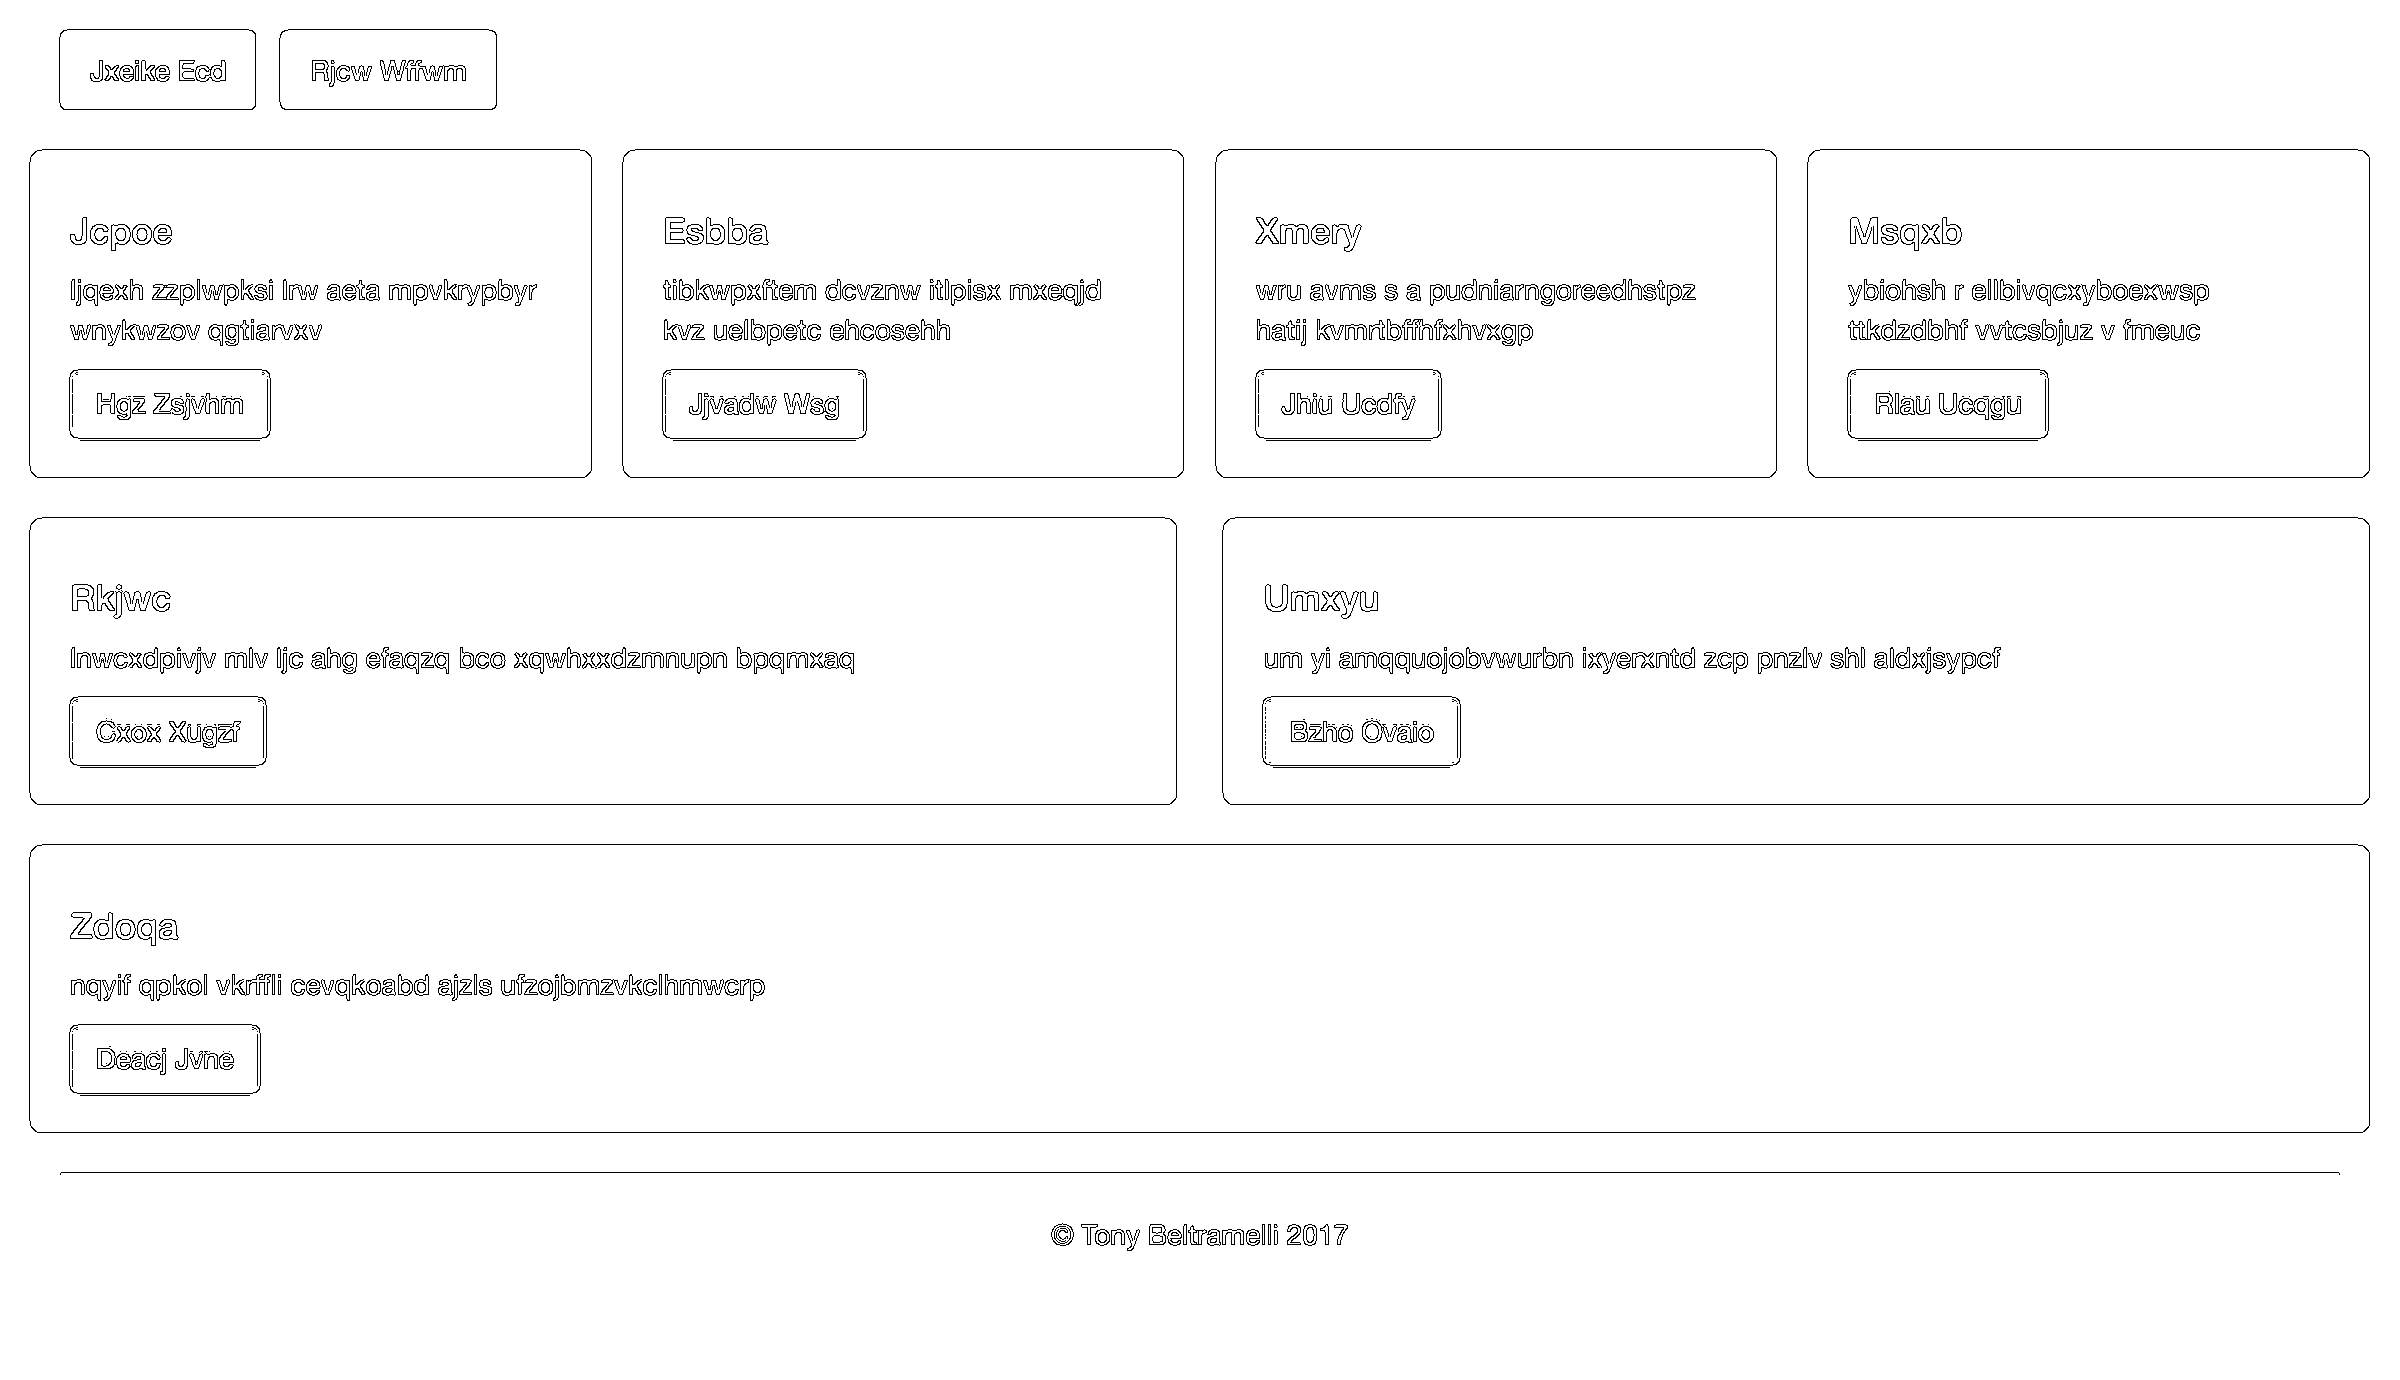 Jxeike Ecd
Rjcw Wffwm
Jcpoe
ljqexh zzplwpksi lrw aeta mpvkrypbyr
wnykwzov qgtiarvxv
Hgz Zsjvhm
Esbba
tibkwpxftem dcvznw itlpisx mxeqjd
kvz uelbpetc ehcosehh
Jjvadw Wsg
Xmery
wru avms s a pudniarngoreedhstpz
hatij kvmrtbffhfxhvxgp
Jhiu Ucdfy
Msqxb
ybiohsh r ellbivqcxyboexwsp
ttkdzdbhf vvtcsbjuz v fmeuc
Rlau Ucqgu
Rkjwc
lnwcxdpivjv mlv ljc ahg efaqzq bco xqwhxxdzmnupn bpqmxaq
Cxox Xugzf
Umxyu
um yi amqquojobvwurbn ixyerxntd zcp pnzlv shl aldxjsypcf
Bzho Ovaio
Zdoqa
nqyif qpkol vkrffli cevqkoabd ajzls ufzojbmzvkclhmwcrp
Deacj Jvne
© Tony Beltramelli 2017